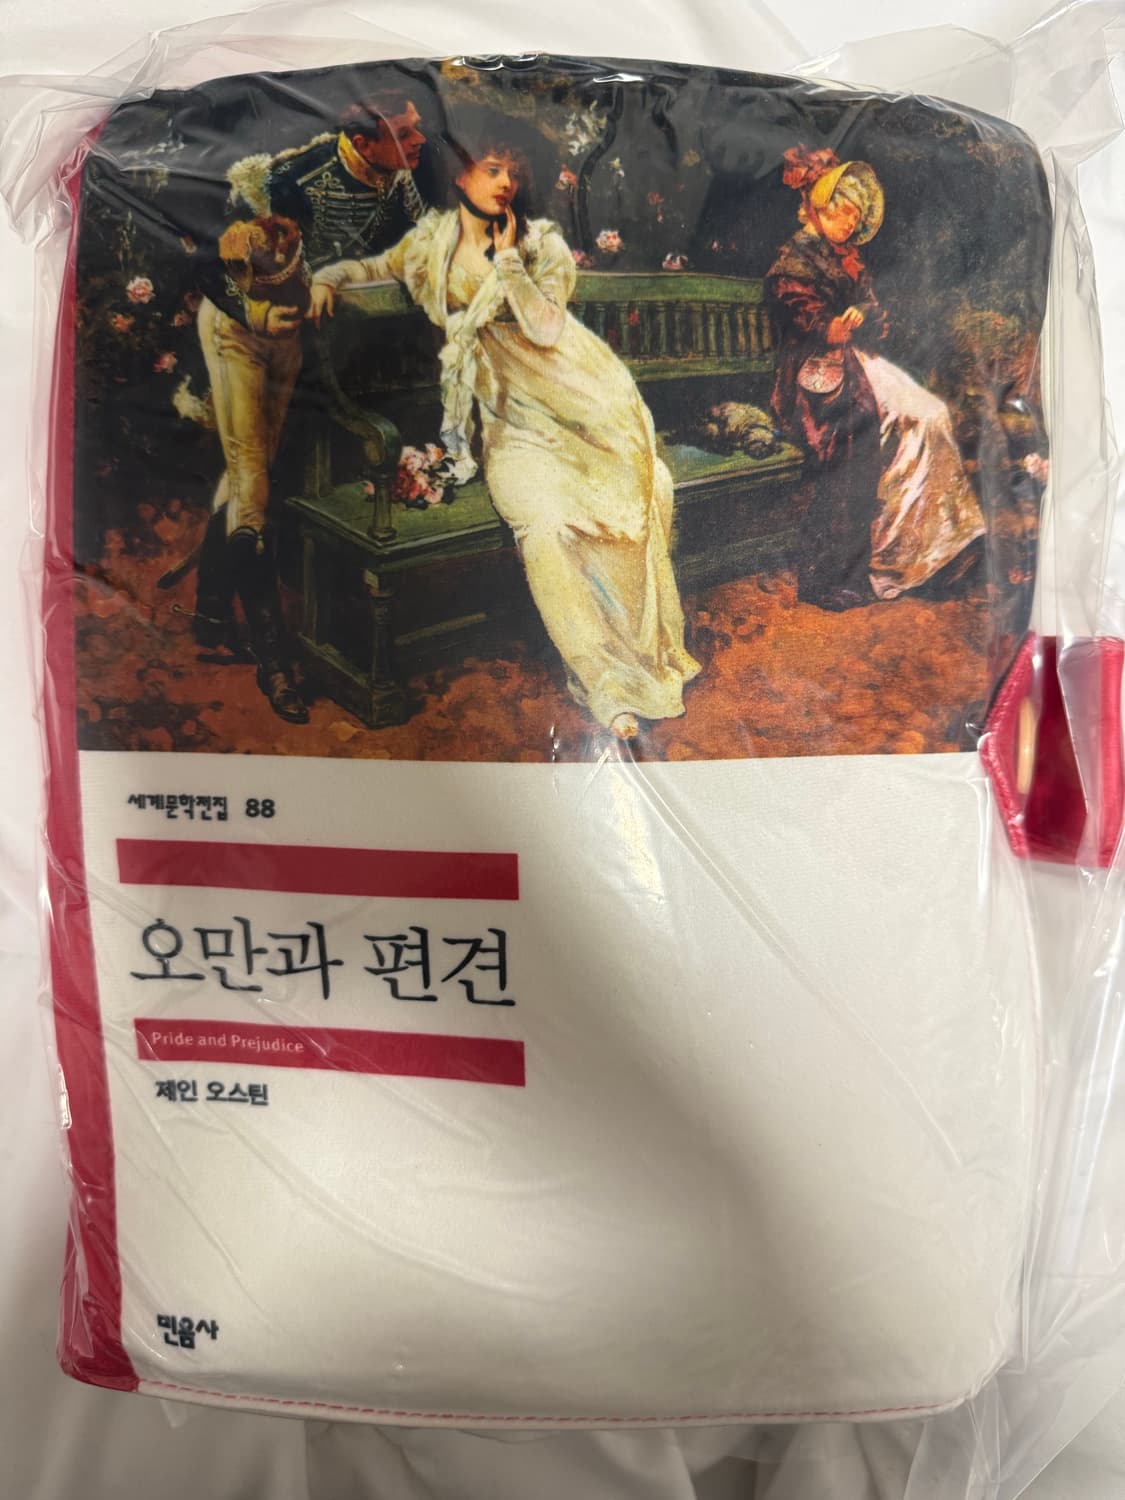 세계문학전집 88
오만과 편견
Pride and Prejudice
제인 오스틴
민음사